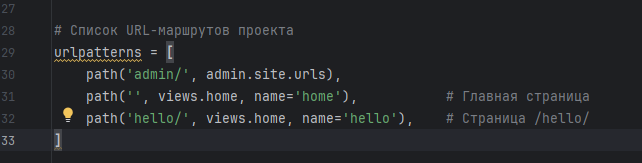 27
28 # Список URL-маршрутов проекта
29 urlpatterns = [
30 path('admin/', admin.site.urls),
31 path('', views.home, name='home'), # Главная страница
32 path('hello/', views.home, name='hello'), # Страница /hello/
33 ]